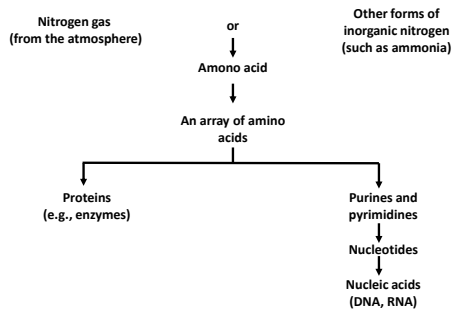 Nitrogen gas
(from the atmosphere)
or
Other forms of
inorganic nitrogen
(such as ammonia)
Amono acid
An array of amino
acids
Proteins
(e.g., enzymes)
Purines and
pyrimidines
Nucleotides
Nucleic acids
(DNA, RNA)